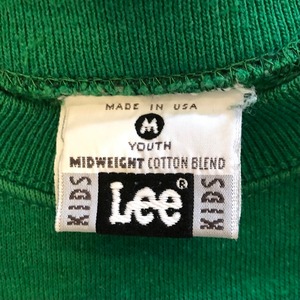 MADE IN USA
M
YOUTH
MIDWEIGHT COTTON BLEND
KIDS Lee® KIDS